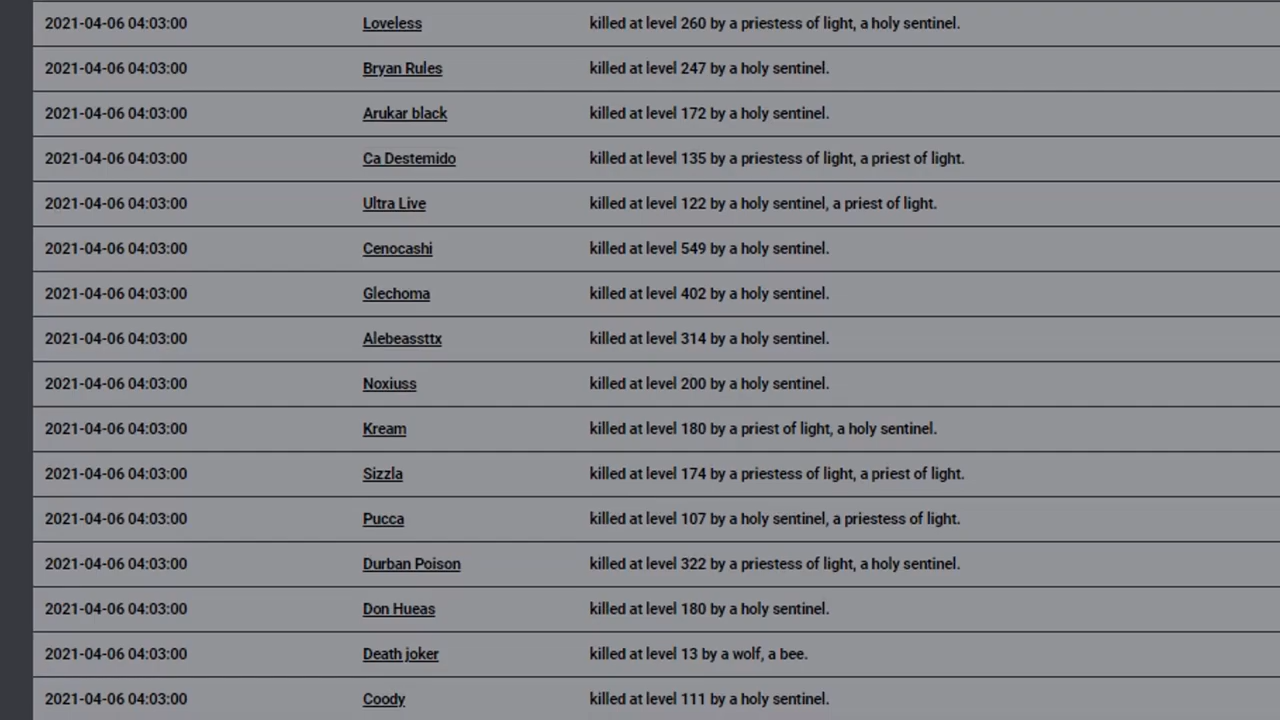 2021-04-06 04:03:00 Loveless killed at level 260 by a priestess of light, a holy sentinel.
2021-04-06 04:03:00 Bryan Rules killed at level 247 by a holy sentinel.
2021-04-06 04:03:00 Arukar black killed at level 172 by a holy sentinel.
2021-04-06 04:03:00 Ca Destemido killed at level 135 by a priestess of light, a priest of light.
2021-04-06 04:03:00 Ultra Live killed at level 122 by a holy sentinel, a priest of light.
2021-04-06 04:03:00 Cenocashi killed at level 549 by a holy sentinel.
2021-04-06 04:03:00 Glechoma killed at level 402 by a holy sentinel.
2021-04-06 04:03:00 Alebeassttx killed at level 314 by a holy sentinel.
2021-04-06 04:03:00 Noxiuss killed at level 200 by a holy sentinel.
2021-04-06 04:03:00 Kream killed at level 180 by a priest of light, a holy sentinel.
2021-04-06 04:03:00 Sizzla killed at level 174 by a priestess of light, a priest of light.
2021-04-06 04:03:00 Pucca killed at level 107 by a holy sentinel, a priestess of light.
2021-04-06 04:03:00 Durban Poison killed at level 322 by a priestess of light, a holy sentinel.
2021-04-06 04:03:00 Don Hueas killed at level 180 by a holy sentinel.
2021-04-06 04:03:00 Death joker killed at level 13 by a wolf, a bee.
2021-04-06 04:03:00 Coody killed at level 111 by a holy sentinel.